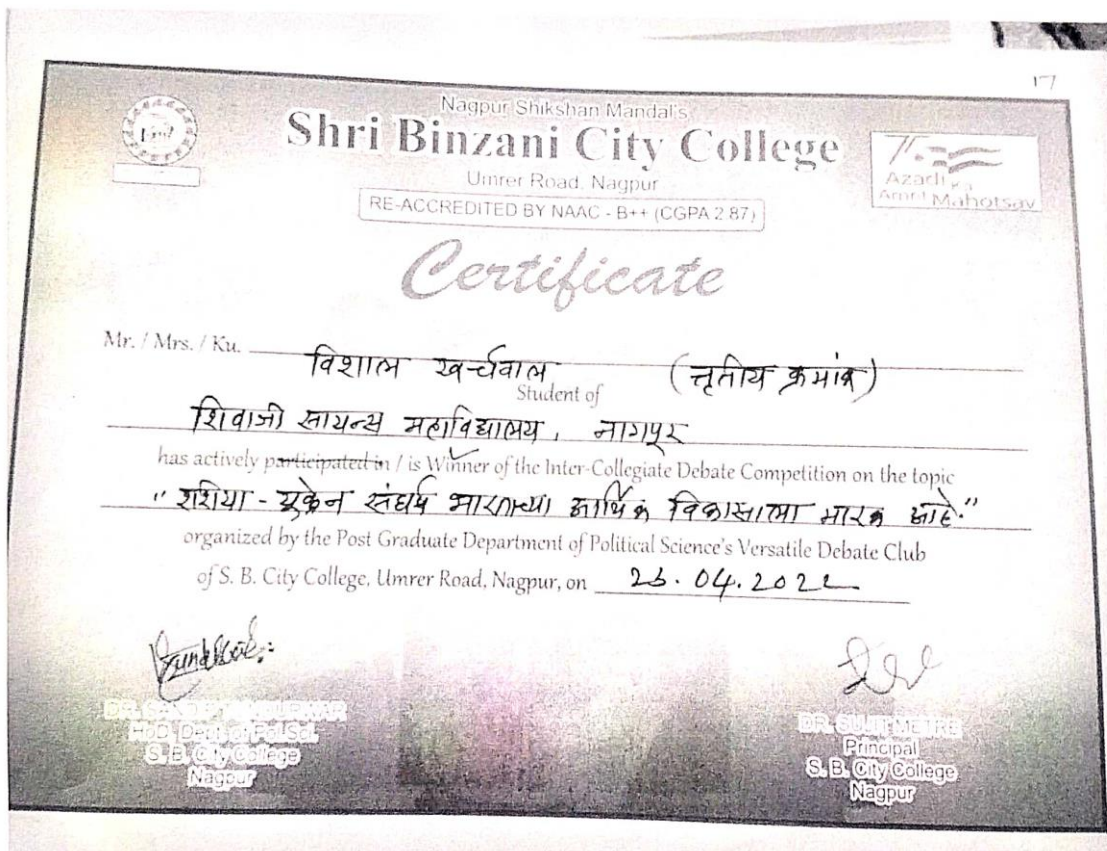 17
Nagpur Shikshan Mandal's
Shri Binzani City College
Umrer Road, Nagpur
RE-ACCREDITED BY NAAC - B++ (CGPA 2.87)
Azadi Ka
Amrit Mahotsav
Certificate
Mr. / Mrs. / Ku. विशाल खर्चवाल (तृतीय क्रमांक)
Student of
शिवाजी सायन्स महाविद्यालय, नागपूर
has actively participated in / is Winner of the Inter-Collegiate Debate Competition on the topic
" रशिया - युक्रेन संघर्ष भारताच्या आर्थिक विकासाला मारक आहे."
organized by the Post Graduate Department of Political Science's Versatile Debate Club
of S. B. City College, Umrer Road, Nagpur, on 23.04.2022
DR.
HoD, Dept. of Pol.Sci.
S. B. City College
Nagpur
DR. SUJIT METRE
Principal
S. B. City College
Nagpur